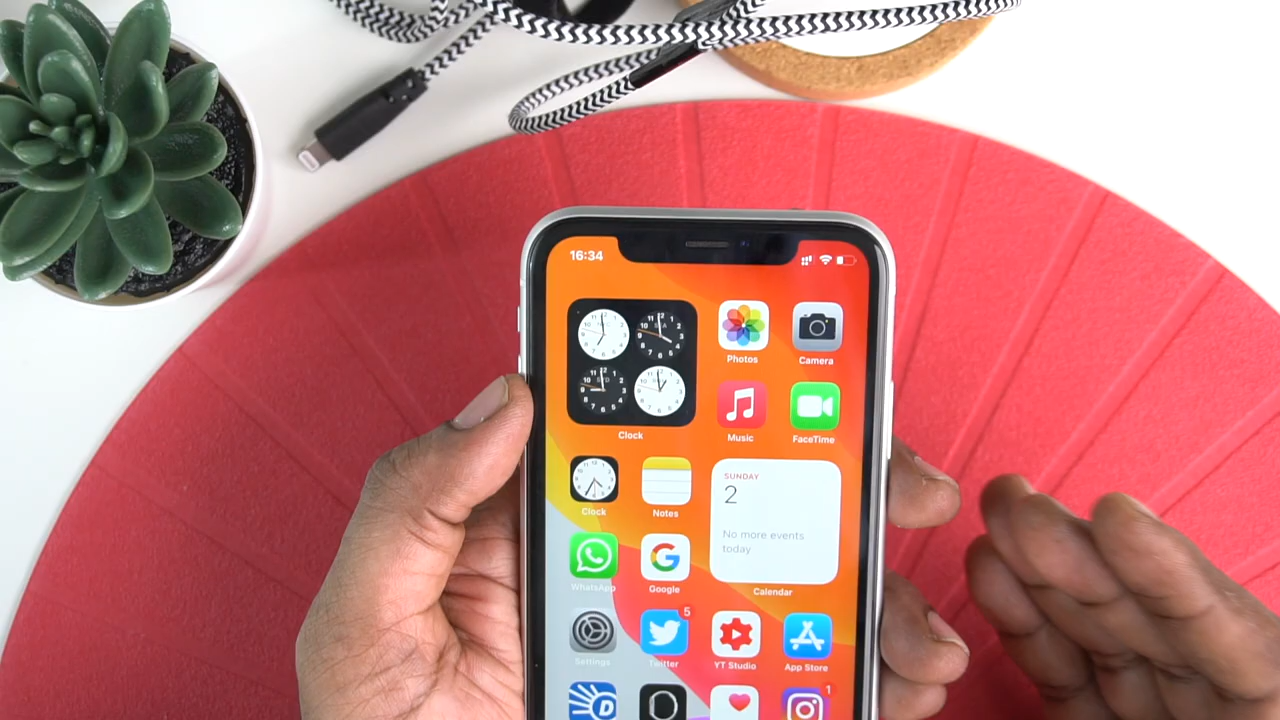 16:34
Photos
Camera
Clock
Music
FaceTime
Clock
Notes
SUNDAY
2
No more events
today
Calendar
WhatsApp
Google
Settings
5
Twitter
YT Studio
App Store
1